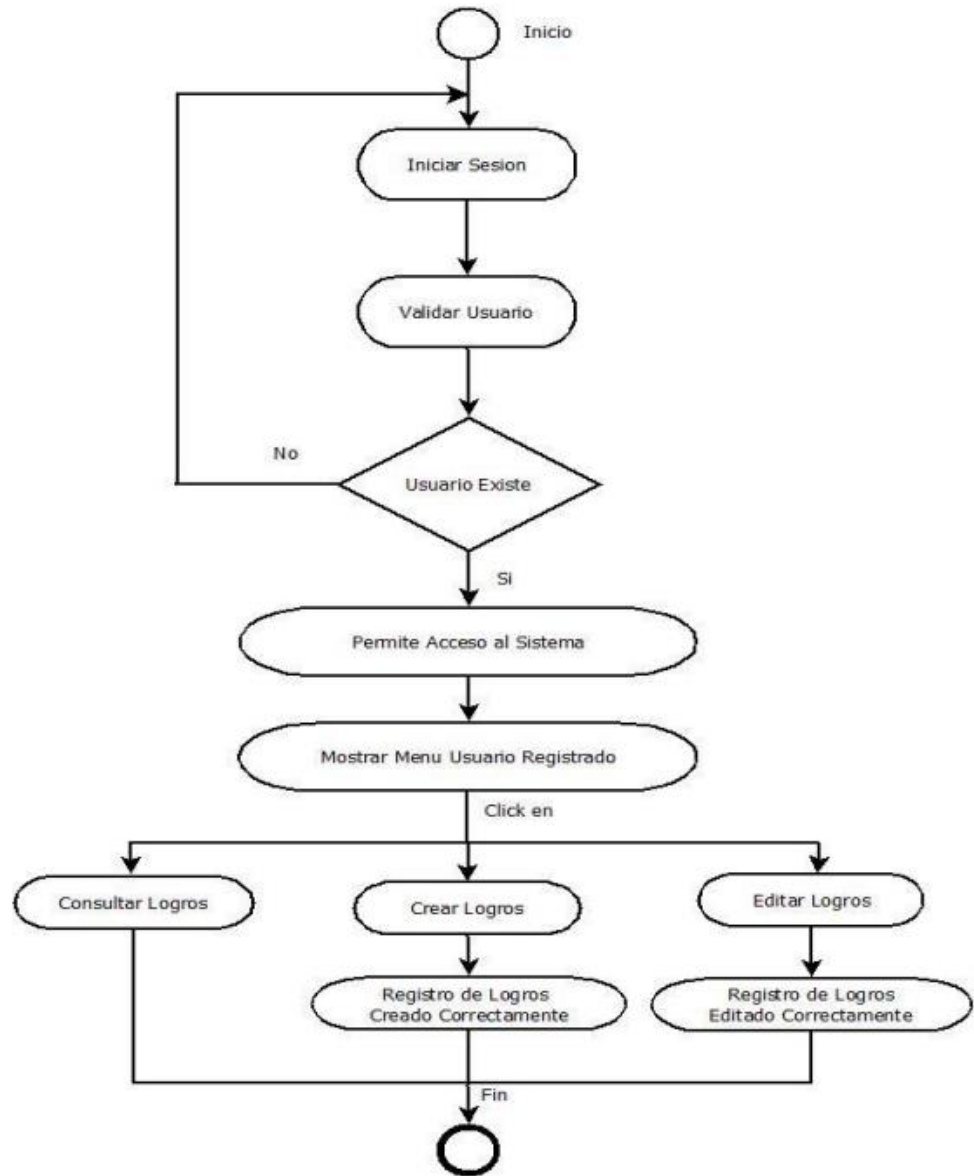 Inicio
Iniciar Sesion
Validar Usuario
No
Usuario Existe
Si
Permite Acceso al Sistema
Mostrar Menu Usuario Registrado
Click en
Consultar Logros
Crear Logros
Editar Logros
Registro de Logros
Creado Correctamente
Registro de Logros
Editado Correctamente
Fin